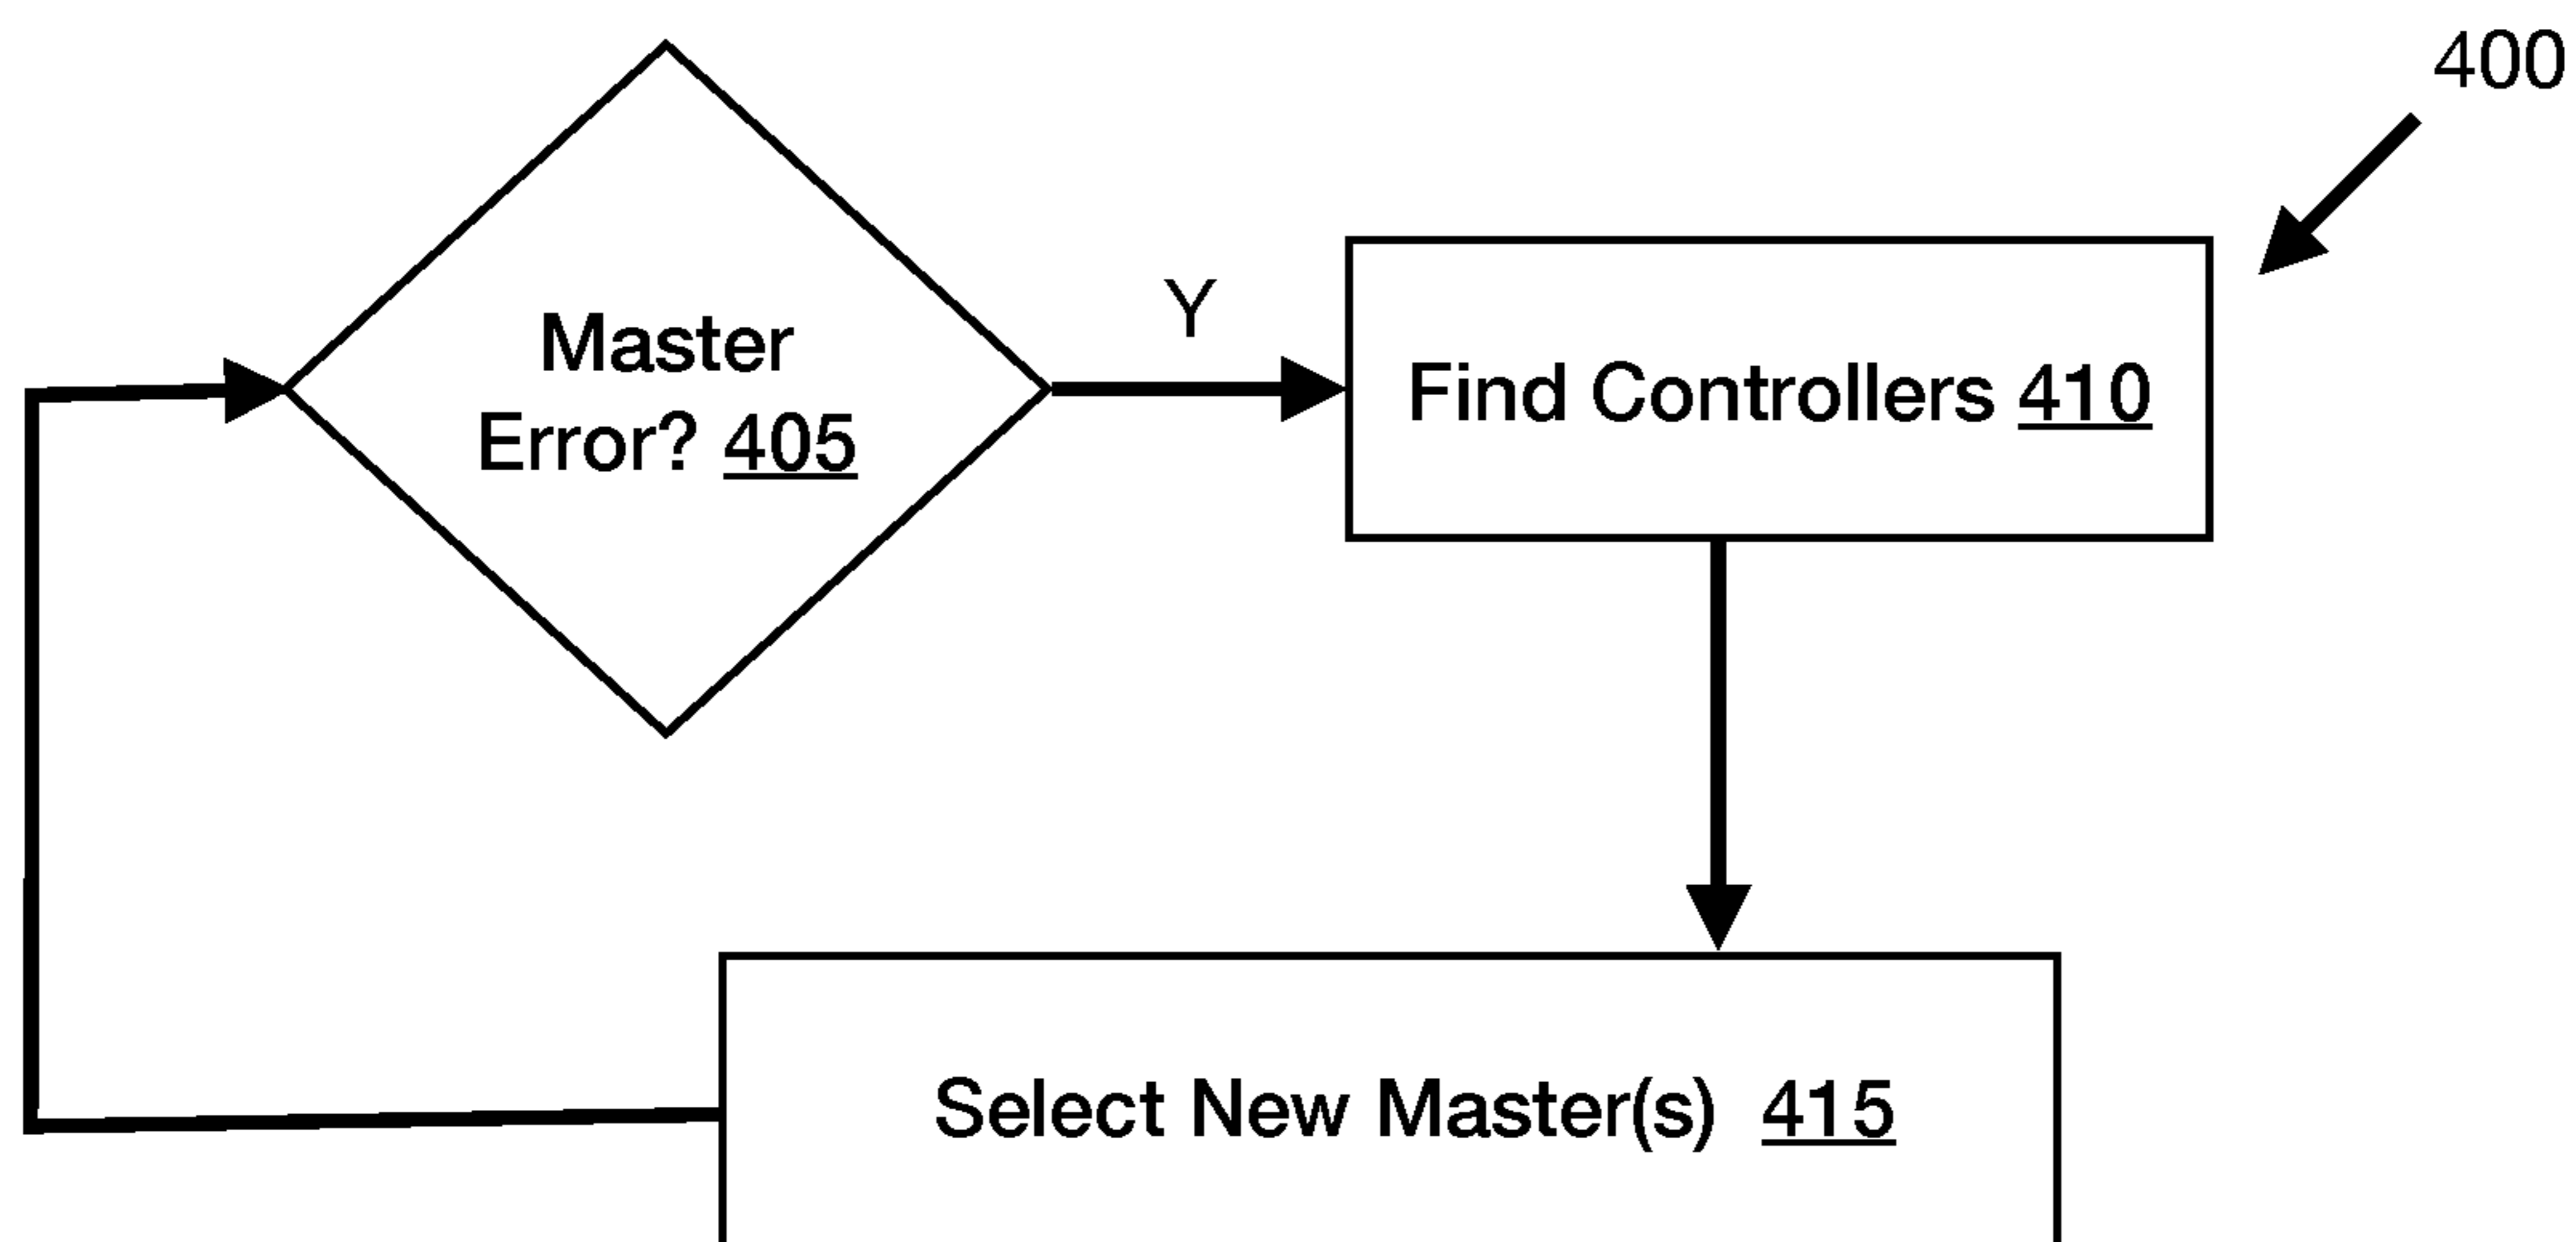 400
Master
Error? 405
Y
Find Controllers 410
Select New Master(s) 415